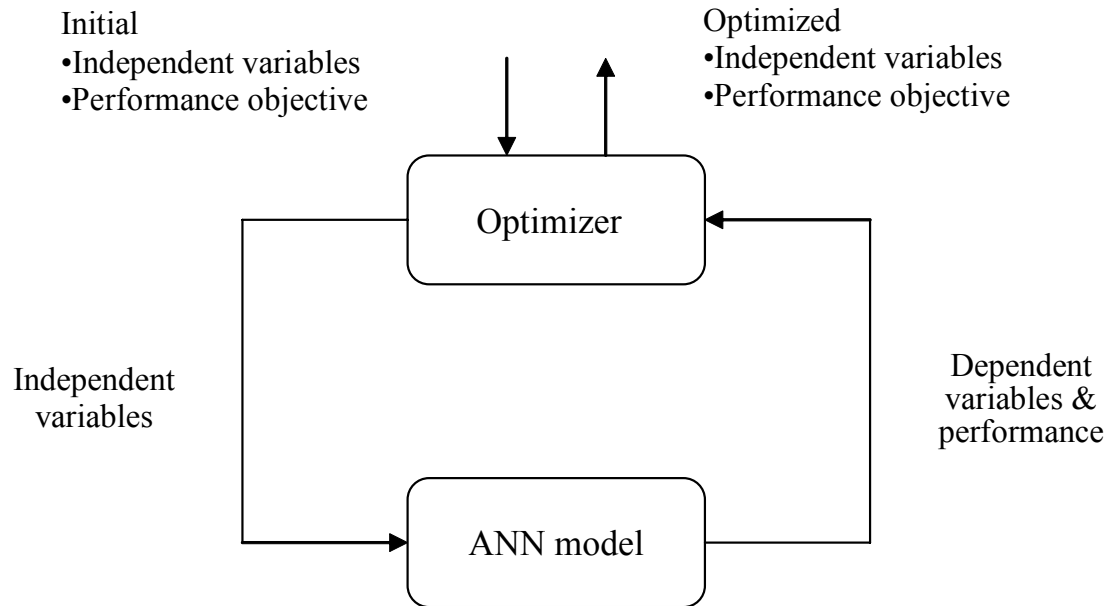 Initial
•Independent variables
•Performance objective
Optimized
•Independent variables
•Performance objective
Optimizer
Independent
variables
Dependent
variables &
performance
ANN model